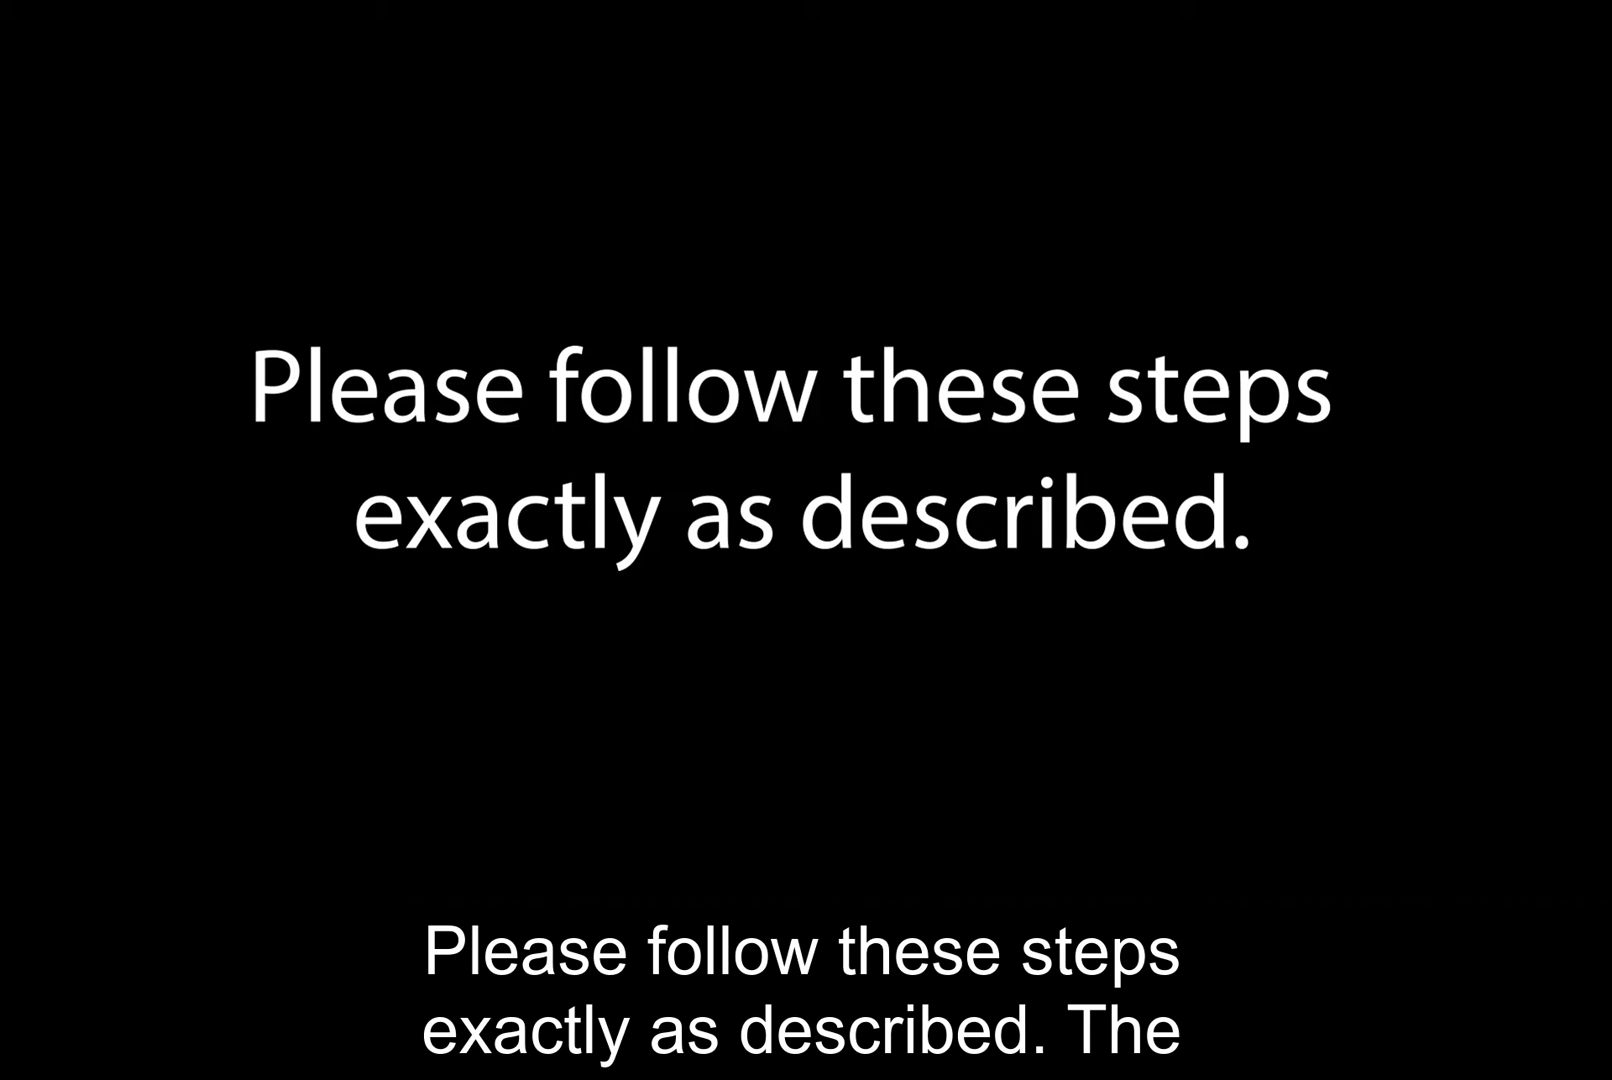 Please follow these steps
exactly as described.
Please follow these steps
exactly as described. The